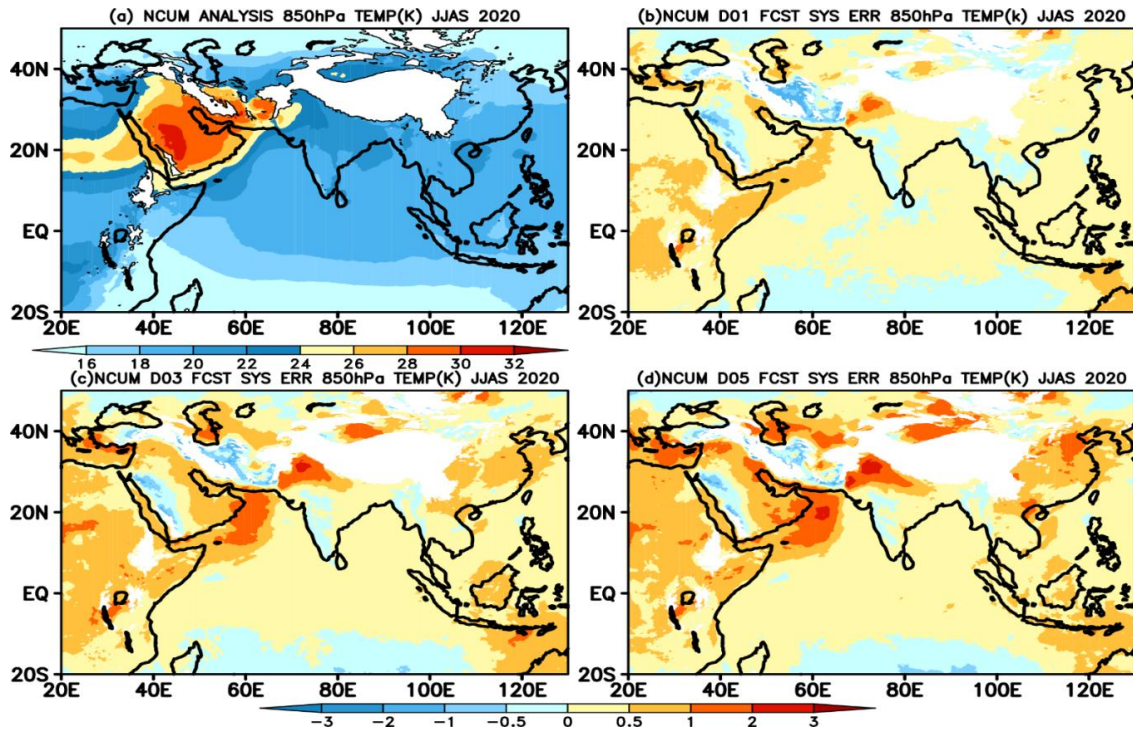 (a) NCUM ANALYSIS 850hPa TEMP(K) JJAS 2020
(b)NCUM D01 FCST SYS ERR 850hPa TEMP(k) JJAS 2020
40N
20N
EQ
20S
20E 40E 60E 80E 100E 120E
40N
20N
EQ
20S
20E 40E 60E 80E 100E 120E
16 18 20 22 24 26 28 30 32
(c)NCUM D03 FCST SYS ERR 850hPa TEMP(K) JJAS 2020
(d)NCUM D05 FCST SYS ERR 850hPa TEMP(K) JJAS 2020
40N
20N
EQ
20S
20E 40E 60E 80E 100E 120E
40N
20N
EQ
20S
20E 40E 60E 80E 100E 120E
−3 −2 −1 −0.5 0 0.5 1 2 3